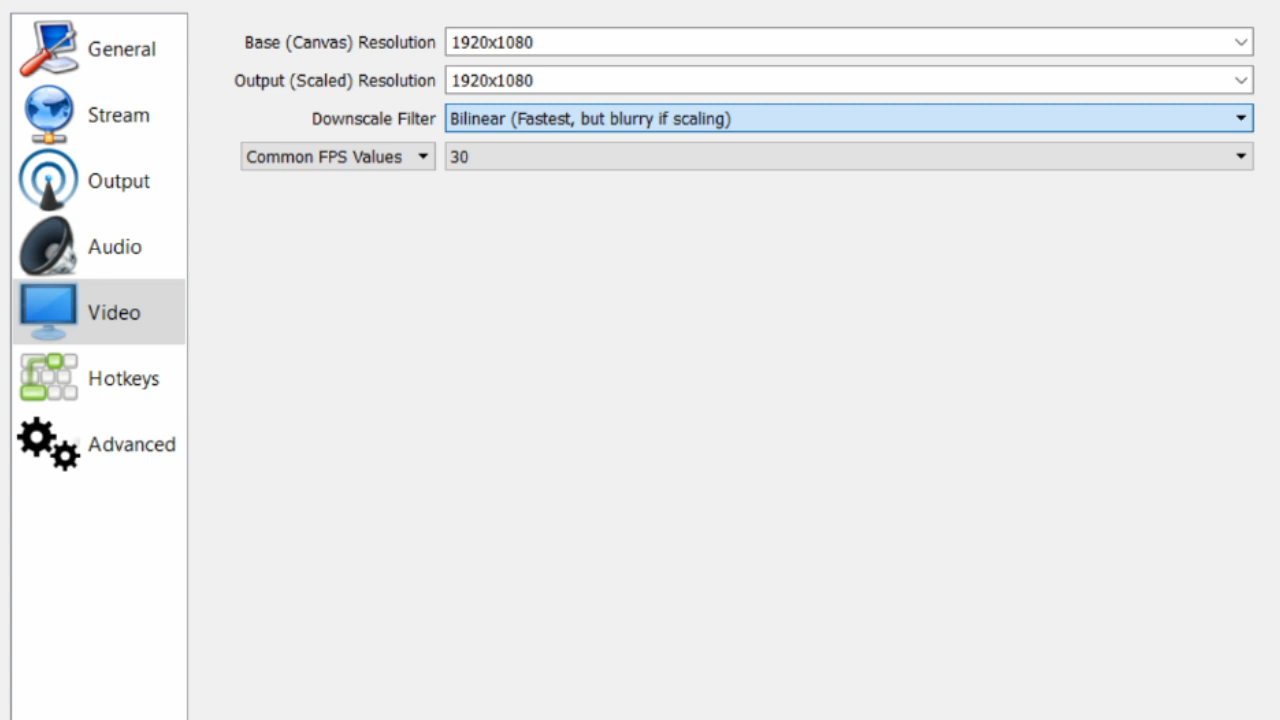 General
Stream
Output
Audio
Video
Hotkeys
Advanced
Base (Canvas) Resolution 1920x1080
Output (Scaled) Resolution 1920x1080
Downscale Filter Bilinear (Fastest, but blurry if scaling)
Common FPS Values 30